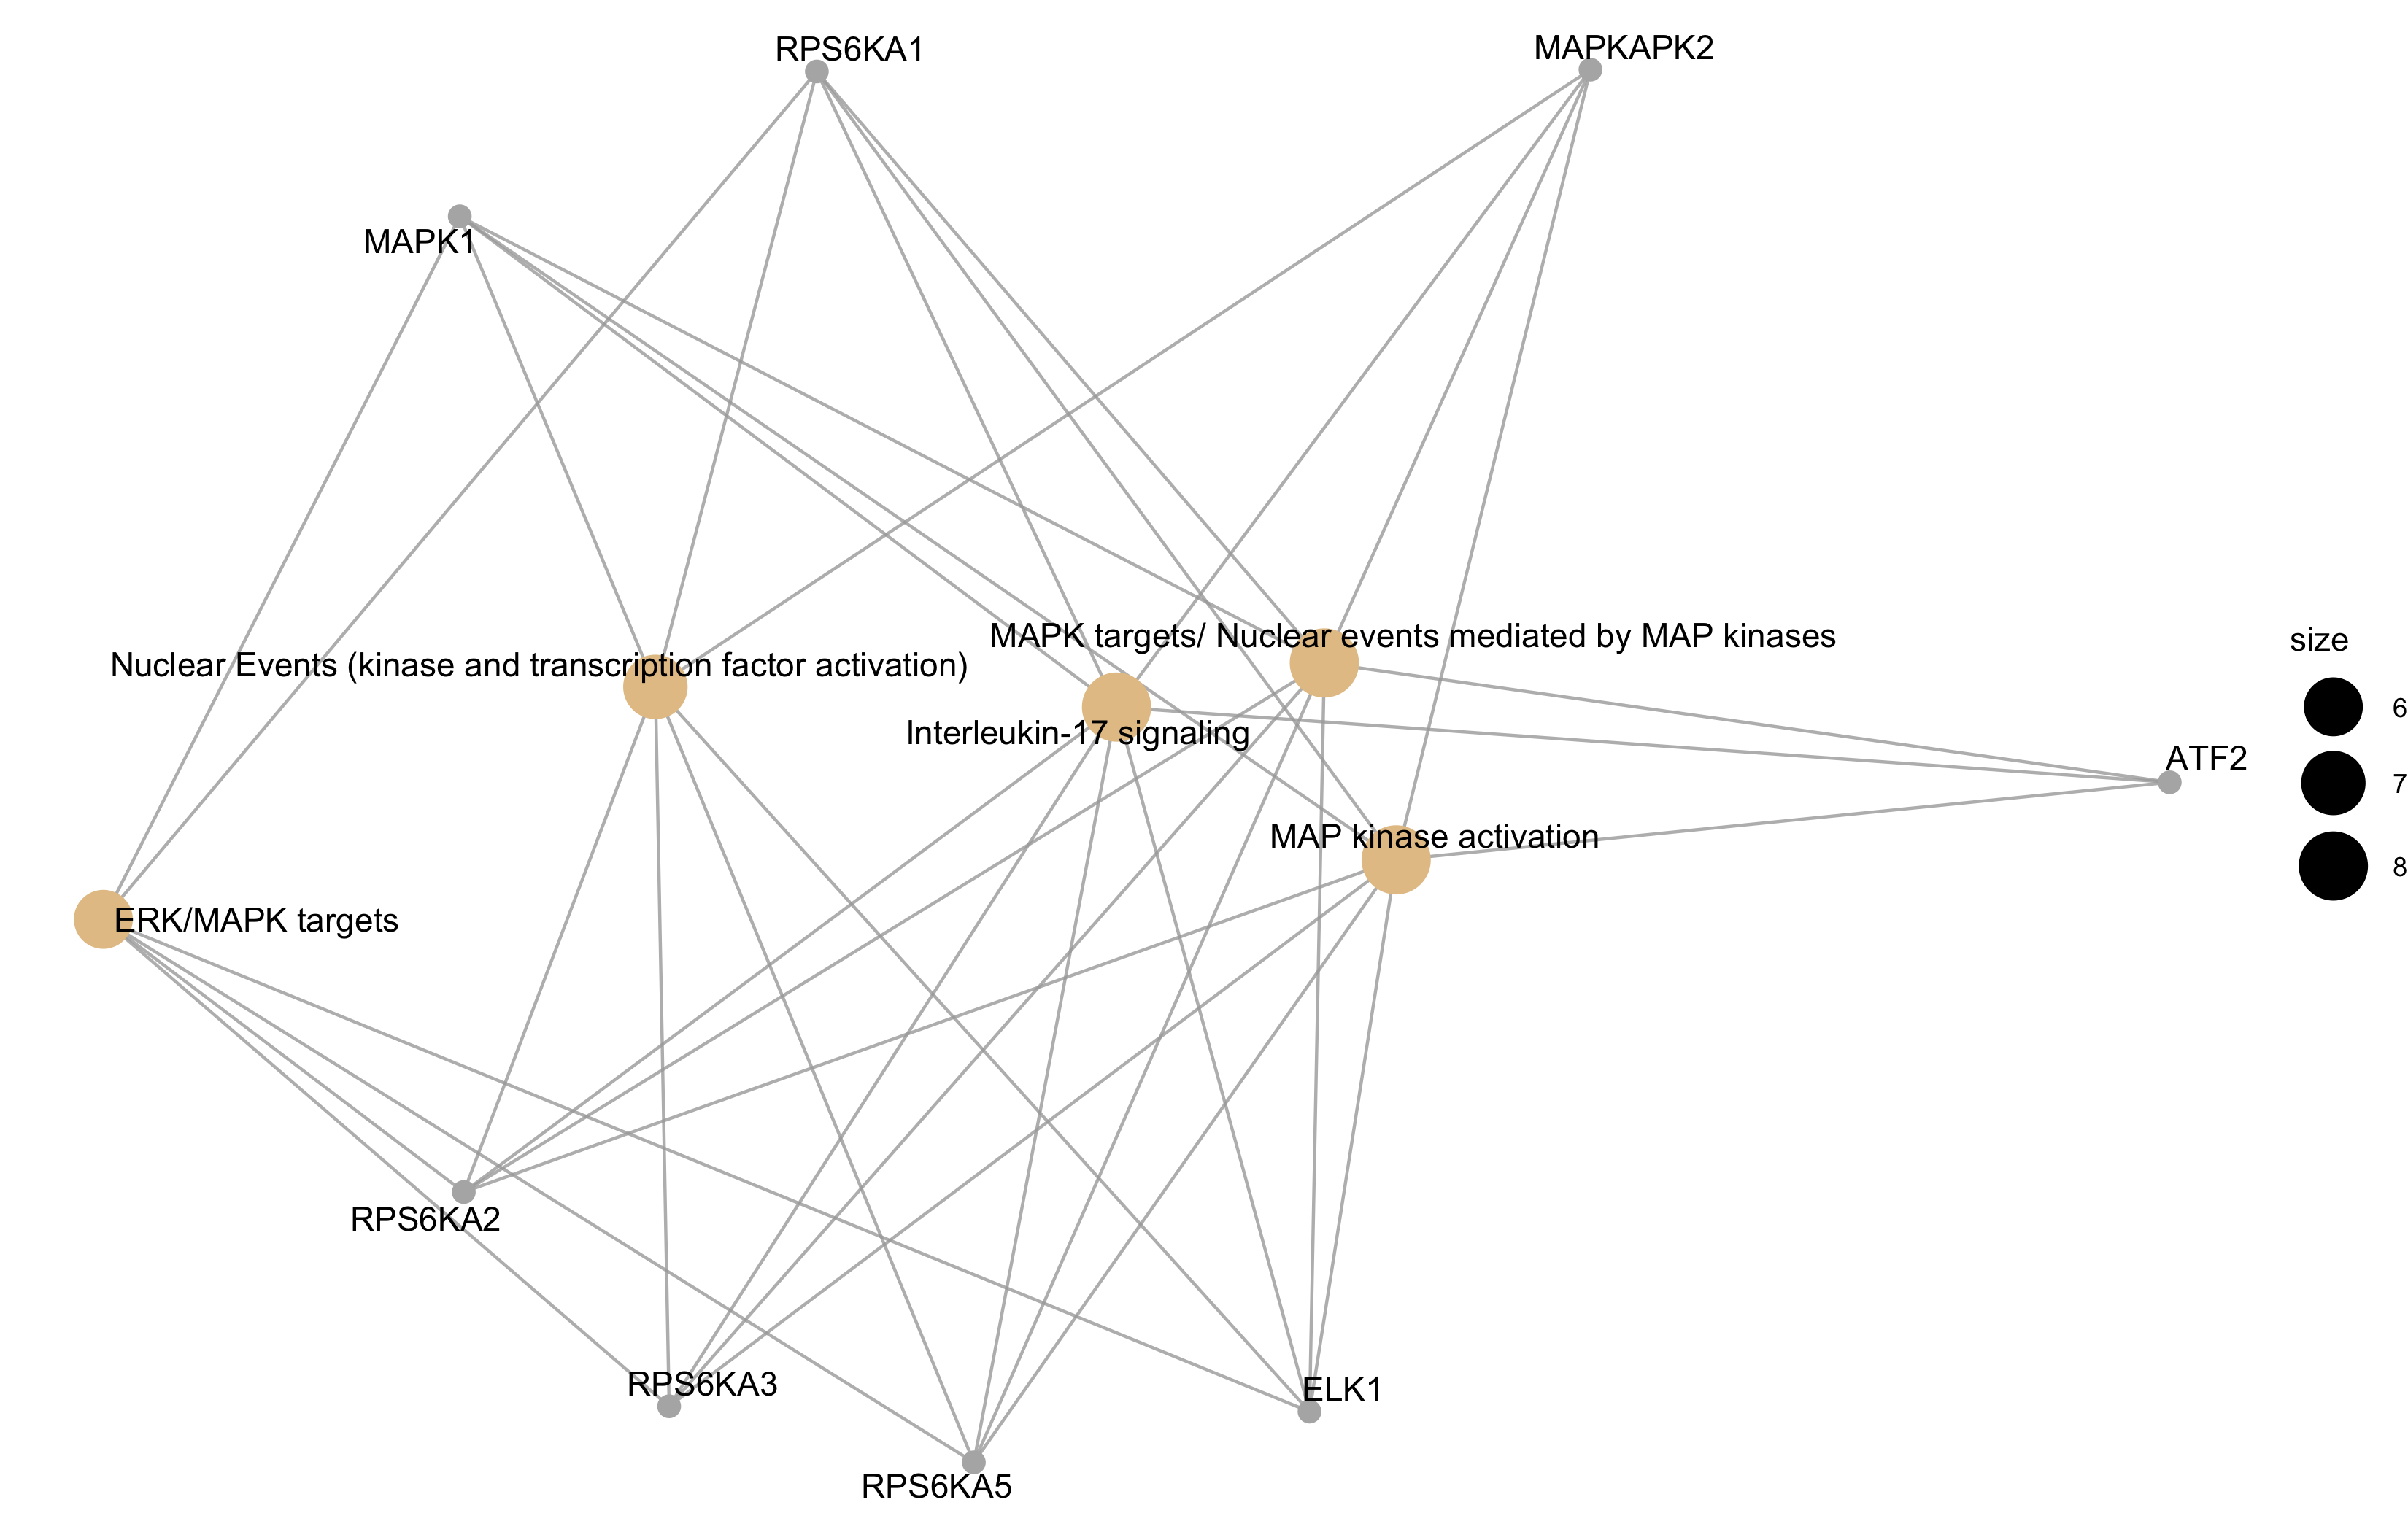 RPS6KA1
MAPKAPK2
MAPK1
MAPK targets/ Nuclear events mediated by MAP kinases
Nuclear Events (kinase and transcription factor activation)
Interleukin-17 signaling
size
6
7
8
ATF2
MAP kinase activation
ERK/MAPK targets
RPS6KA2
RPS6KA3
ELK1
RPS6KA5